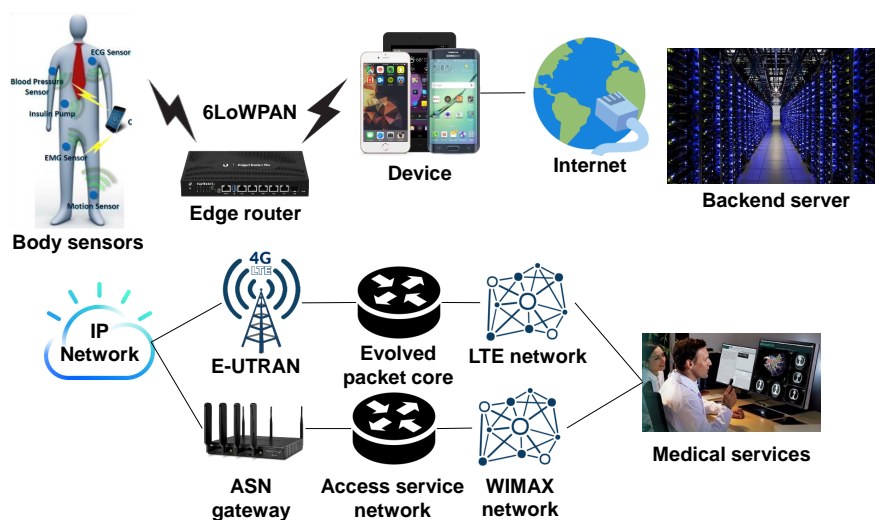 ECG Sensor
Blood Pressure
Sensor
Insulin Pump
C
EMG Sensor
Motion Sensor
Body sensors
6LoWPAN
Edge router
Device
Internet
Backend server
IP
Network
4G
LTE
E-UTRAN
Evolved
packet core
LTE network
ASN
gateway
Access service
network
WIMAX
network
Medical services